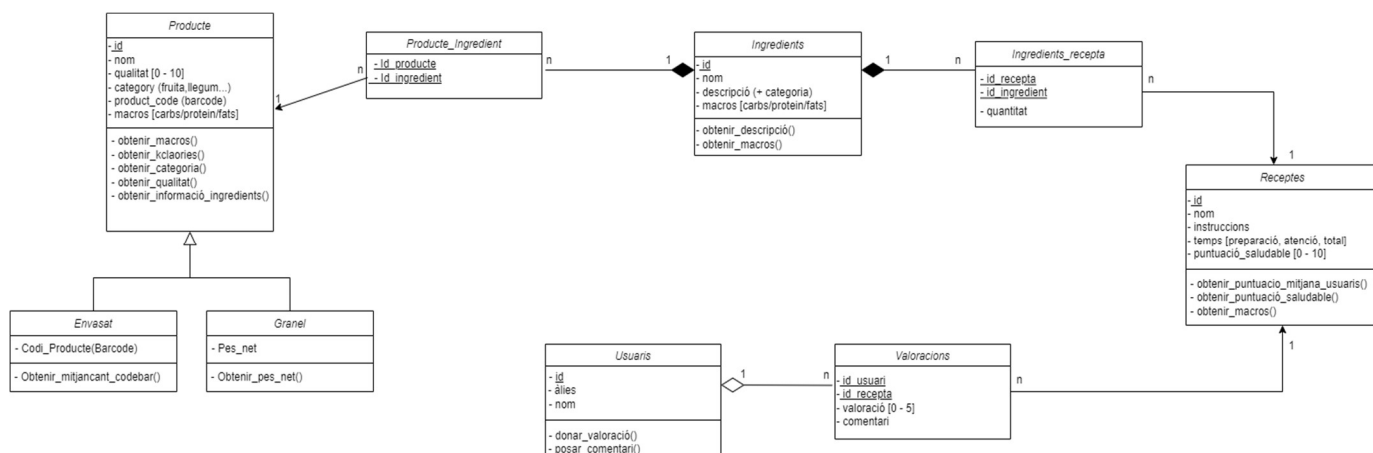 Producte
- id
- nom
- qualitat [0 - 10]
- category (fruita,llegum...)
- product_code (barcode)
- macros [carbs/protein/fats]
- obtenir_macros()
- obtenir_kclaories()
- obtenir_categoria()
- obtenir_qualitat()
- obtenir_informació_ingredients()
1
n
Producte_Ingredient
- Id_producte
- Id_ingredient
n
1
Ingredients
- id
- nom
- descripció (+ categoria)
- macros [carbs/protein/fats]
- obtenir_descripció()
- obtenir_macros()
1
n
Ingredients_recepta
- id_recepta
- id_ingredient
- quantitat
n
1
Receptes
- id
- nom
- instruccions
- temps [preparació, atenció, total]
- puntuació_saludable [0 - 10]
- obtenir_puntuacio_mitjana_usuaris()
- obtenir_puntuació_saludable()
- obtenir_macros()
1
Envasat
- Codi_Producte(Barcode)
- Obtenir_mitjancant_codebar()
Granel
- Pes_net
- Obtenir_pes_net()
Usuaris
- id
- àlies
- nom
- donar_valoració()
- posar_comentari()
1
n
Valoracions
- id_usuari
- id_recepta
- valoració [0 - 5]
- comentari
n